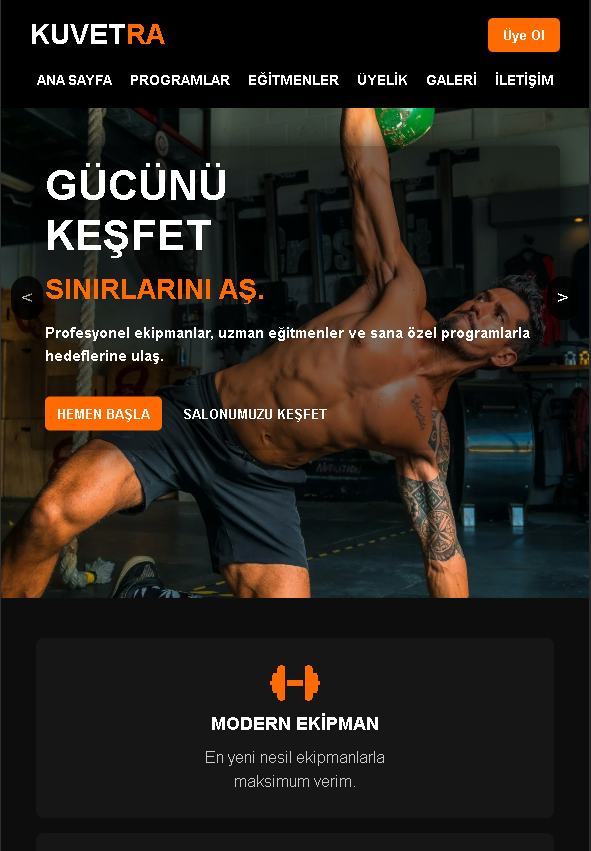 KUVETRA
Üye Ol
ANA SAYFA PROGRAMLAR EĞİTMENLER ÜYELİK GALERİ İLETİŞİM
GÜCÜNÜ
KEŞFET
SINIRLARINI AŞ.
< >
Profesyonel ekipmanlar, uzman eğitmenler ve sana özel programlarla
hedeflerine ulaş.
HEMEN BAŞLA SALONUMUZU KEŞFET
MODERN EKİPMAN
En yeni nesil ekipmanlarla
maksimum verim.